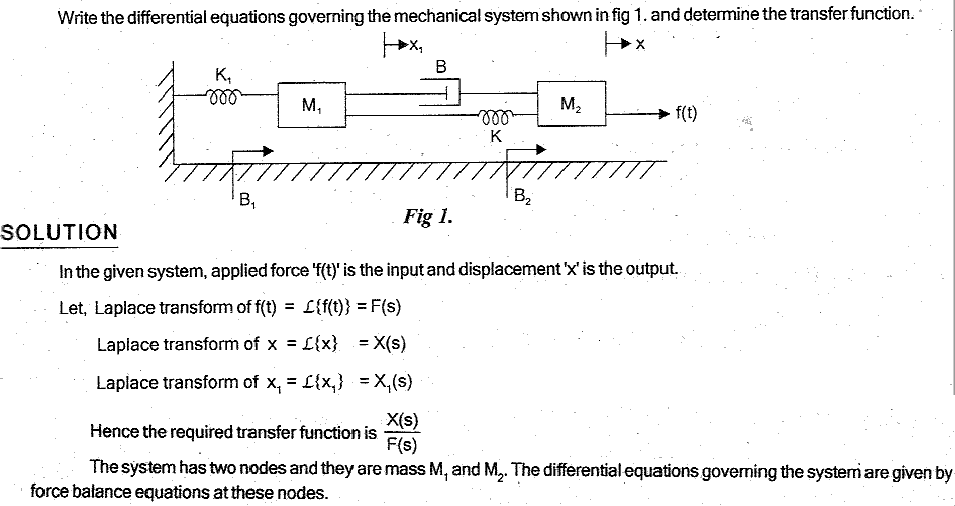 Write the differential equations governing the mechanical system shown in fig 1. and determine the transfer function.
x₁ x
K₁ B
M₁ M₂ f(t)
K
B₁ B₂
Fig 1.
SOLUTION
In the given system, applied force 'f(t)' is the input and displacement 'x' is the output.
Let, Laplace transform of f(t) = ℒ{f(t)} = F(s)
Laplace transform of x = ℒ{x} = X(s)
Laplace transform of x₁ = ℒ{x₁} = X₁(s)
Hence the required transfer function is X(s)
F(s)
The system has two nodes and they are mass M₁ and M₂. The differential equations governing the system are given by
force balance equations at these nodes.